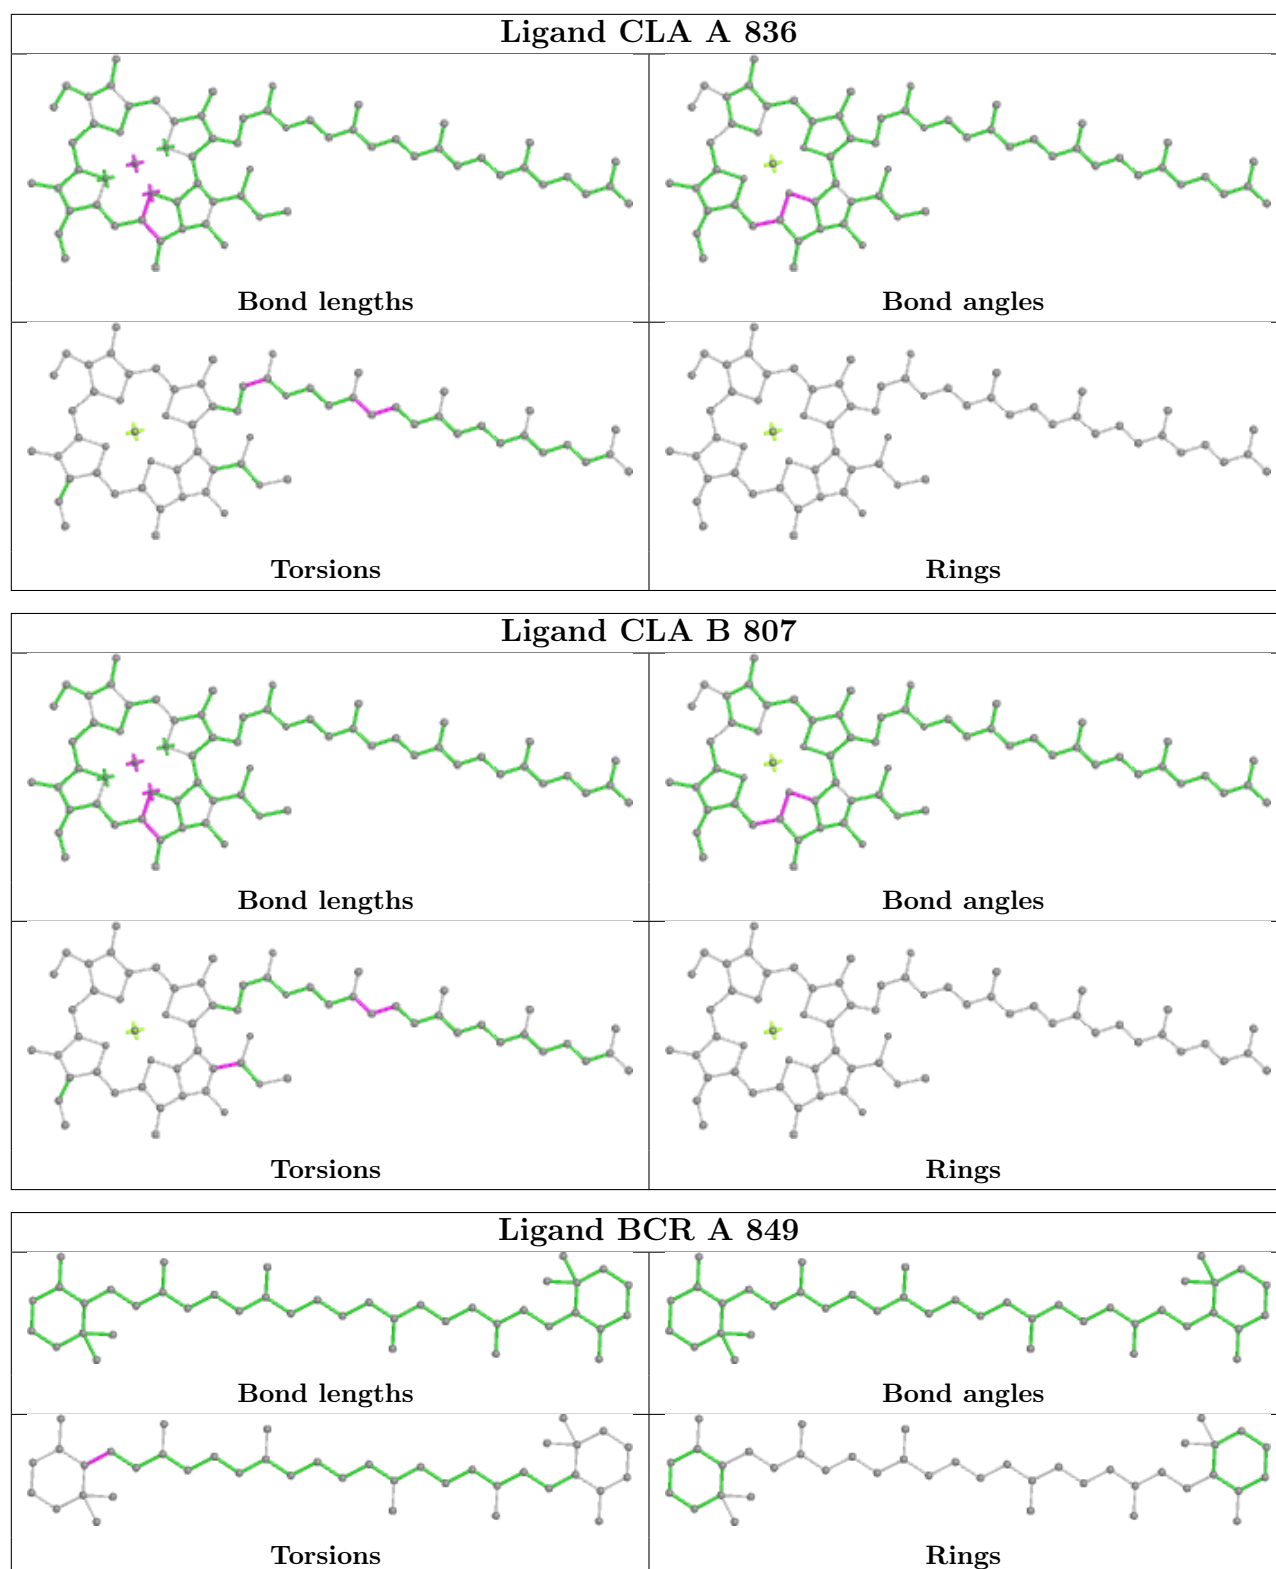 Ligand CLA A 836
Bond lengths
Bond angles
Torsions
Rings
Ligand CLA B 807
Bond lengths
Bond angles
Torsions
Rings
Ligand BCR A 849
Bond lengths
Bond angles
Torsions
Rings